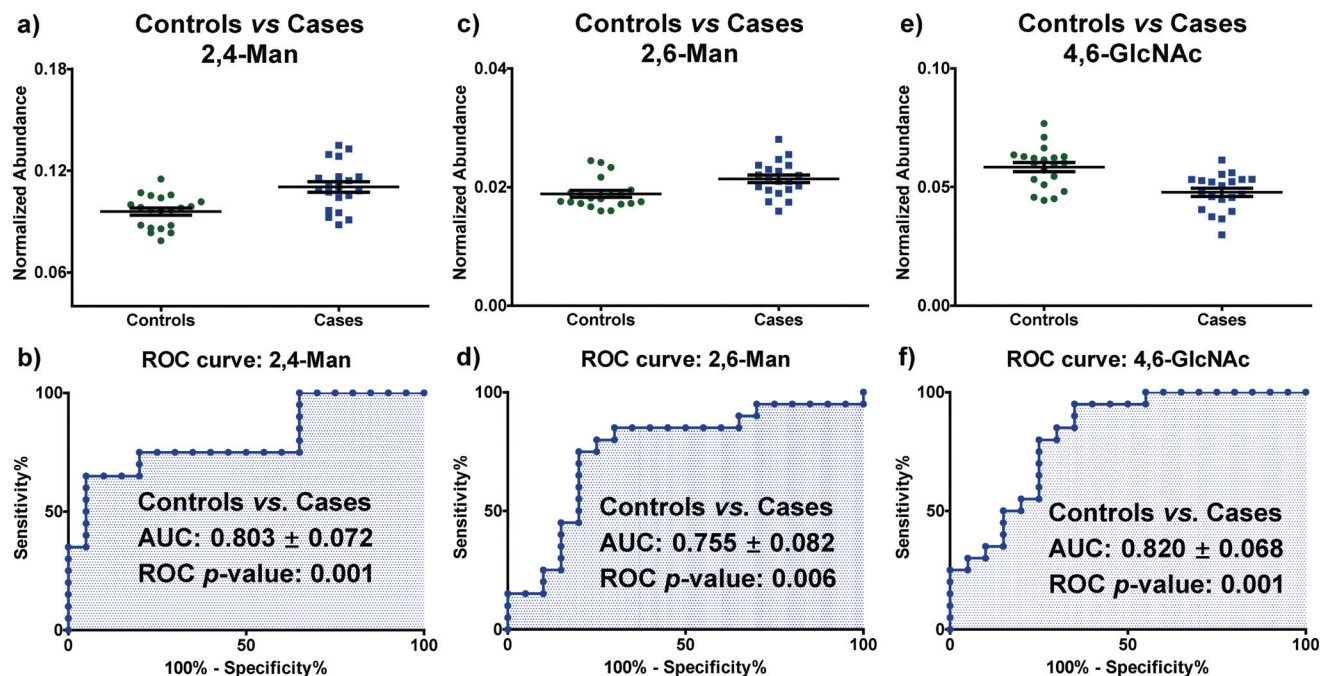 a)
Controls vs Cases
2,4-Man
Normalized Abundance
0.18
0.12
0.06
Controls
Cases
c)
Controls vs Cases
2,6-Man
Normalized Abundance
0.04
0.02
0.00
Controls
Cases
e)
Controls vs Cases
4,6-GlcNAc
Normalized Abundance
0.10
0.05
0.00
Controls
Cases
b)
ROC curve: 2,4-Man
Sensitivity%
100
50
0
Controls vs. Cases
AUC: 0.803 ± 0.072
ROC p-value: 0.001
0
50
100
100% - Specificity%
d)
ROC curve: 2,6-Man
Sensitivity%
100
50
0
Controls vs. Cases
AUC: 0.755 ± 0.082
ROC p-value: 0.006
0
50
100
100% - Specificity%
f)
ROC curve: 4,6-GlcNAc
Sensitivity%
100
50
0
Controls vs. Cases
AUC: 0.820 ± 0.068
ROC p-value: 0.001
0
50
100
100% - Specificity%